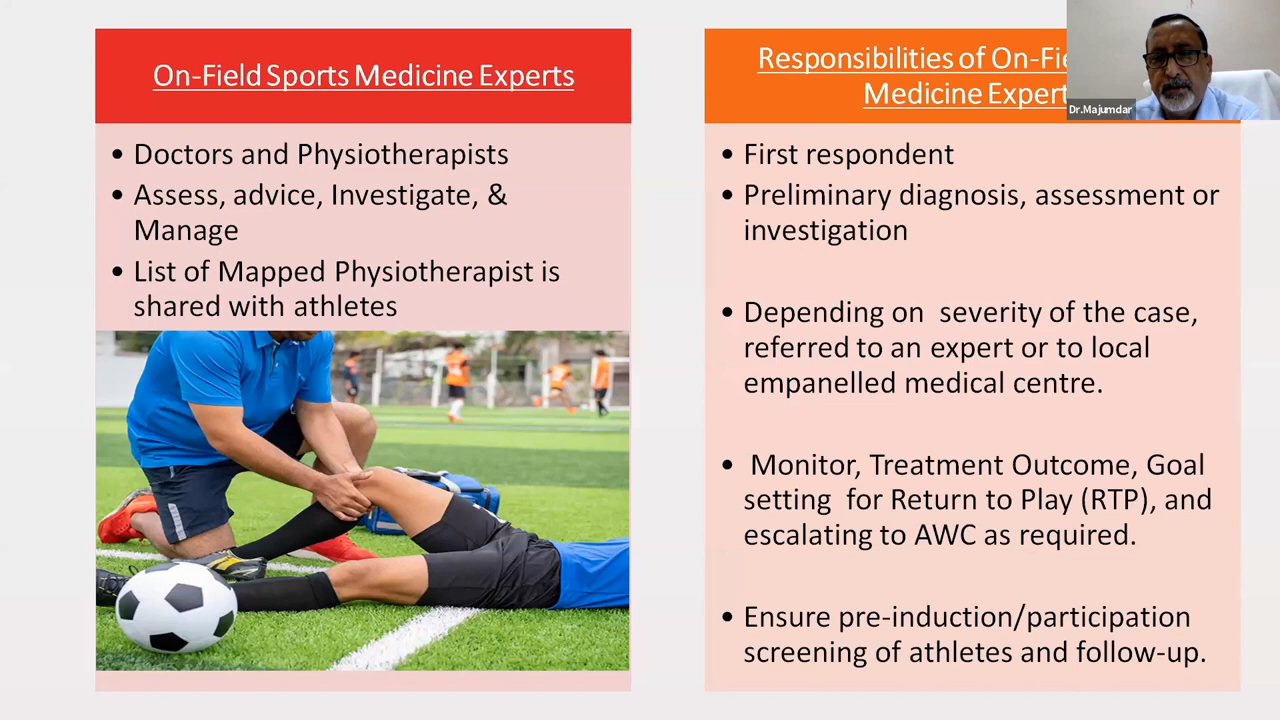 On-Field Sports Medicine Experts
• Doctors and Physiotherapists
• Assess, advice, Investigate, &
Manage
• List of Mapped Physiotherapist is
shared with athletes
Responsibilities of On-Fie
Medicine Expert
Dr.Majumdar
• First respondent
• Preliminary diagnosis, assessment or
investigation
• Depending on severity of the case,
referred to an expert or to local
empanelled medical centre.
• Monitor, Treatment Outcome, Goal
setting for Return to Play (RTP), and
escalating to AWC as required.
• Ensure pre-induction/participation
screening of athletes and follow-up.